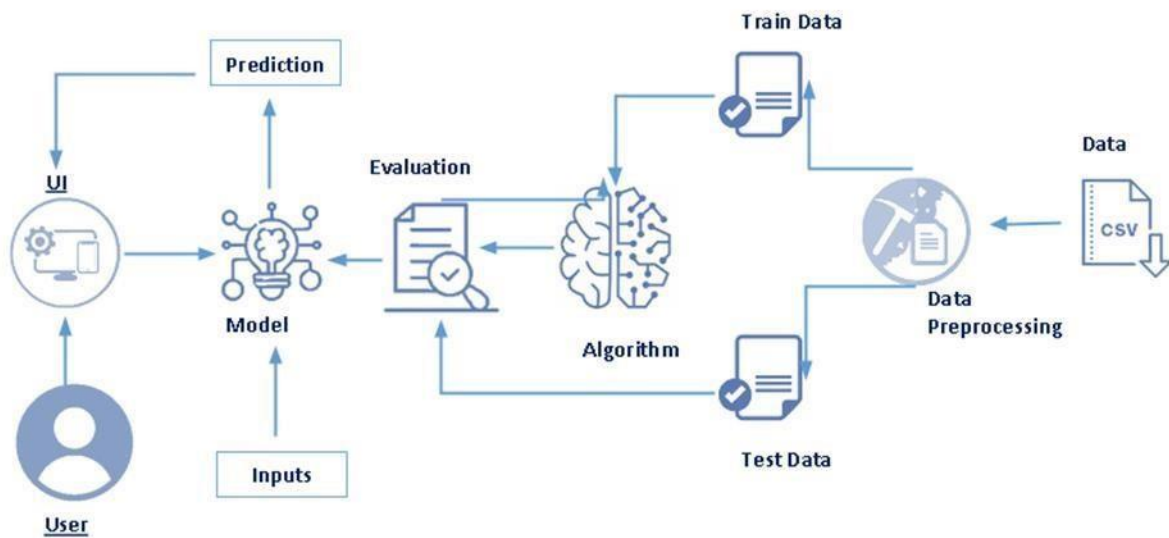 Train Data
Prediction
Data
Evaluation
UI
CSV
Data
Preprocessing
Model
Algorithm
Test Data
Inputs
User